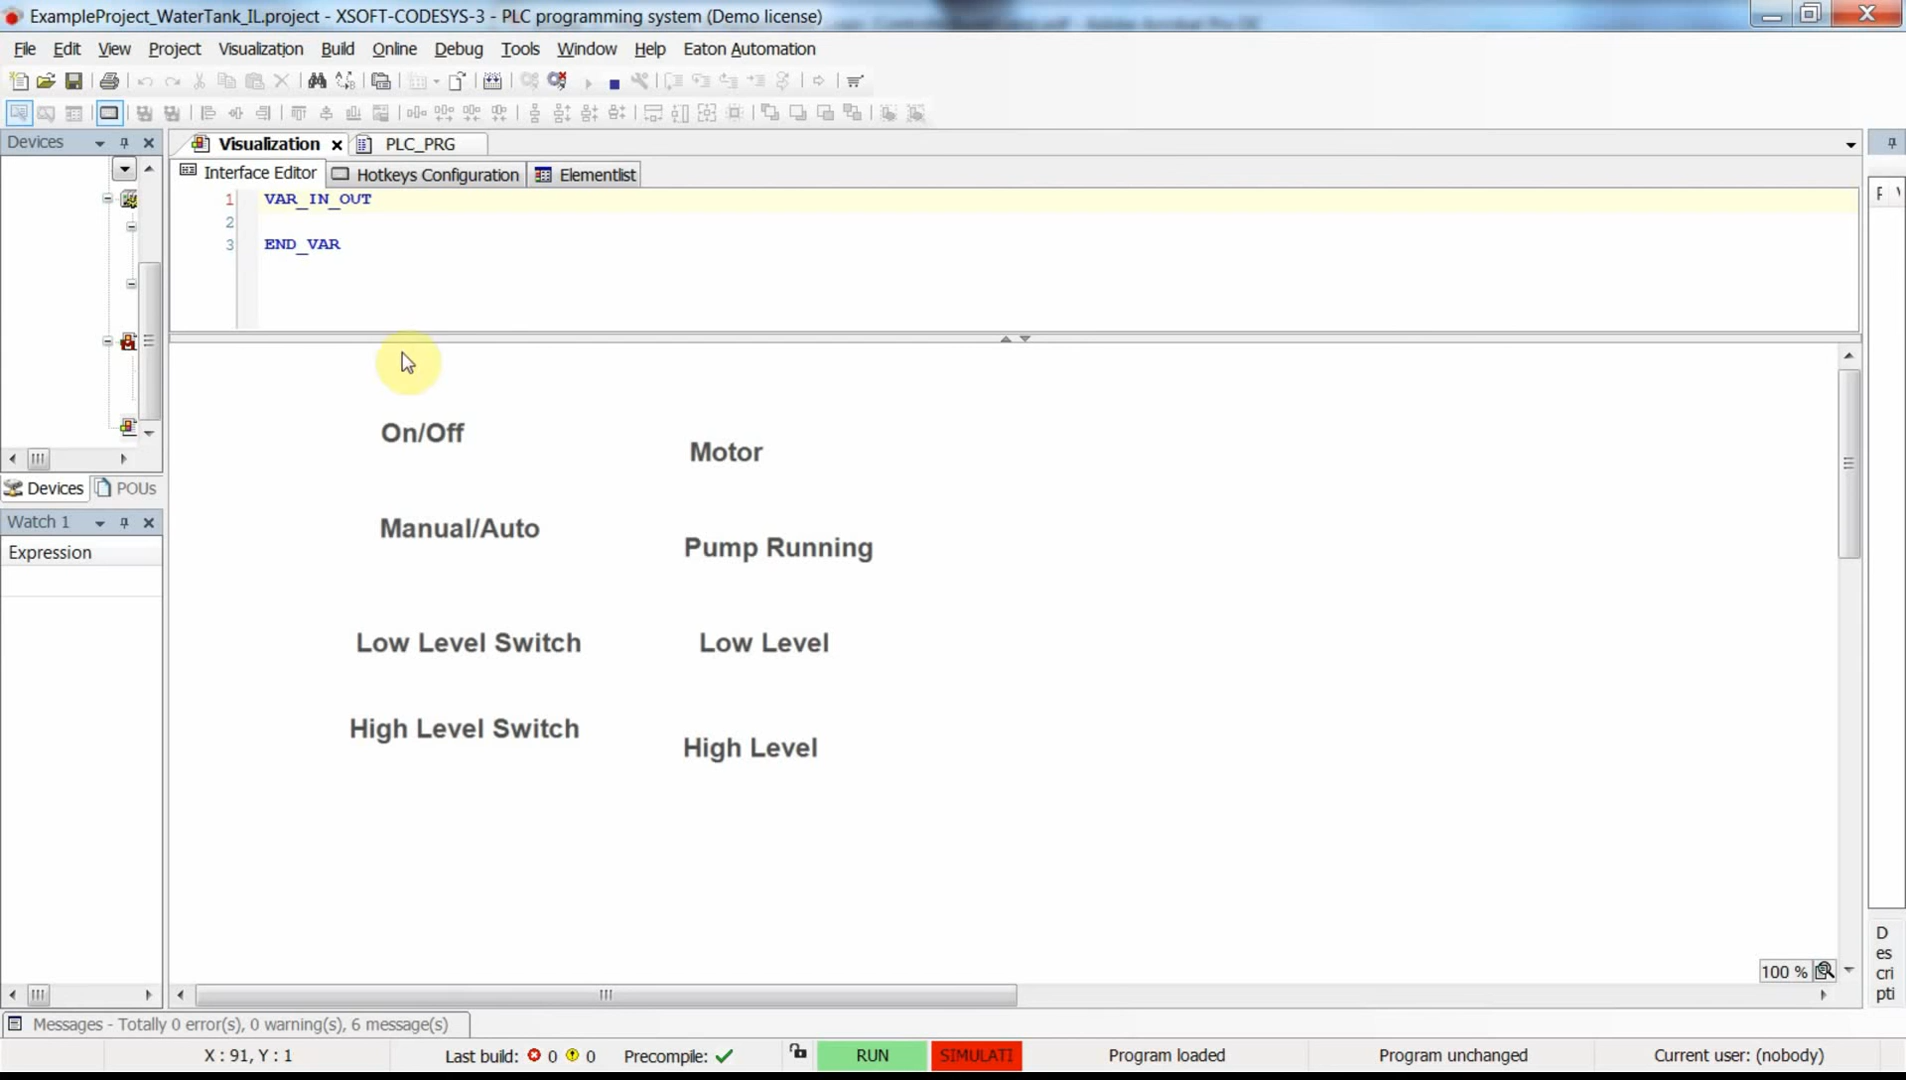 ExampleProject_WaterTank_IL.project - XSOFT-CODESYS-3 - PLC programming system (Demo license)
File Edit View Project Visualization Build Online Debug Tools Window Help Eaton Automation
Devices
Visualization
PLC_PRG
Interface Editor
Hotkeys Configuration
Elementlist
1 VAR_IN_OUT
2
3 END_VAR
On/Off
Motor
Manual/Auto
Pump Running
Low Level Switch
Low Level
High Level Switch
High Level
Devices
POUs
Watch 1
Expression
100 %
D
es
cri
pti
Messages - Totally 0 error(s), 0 warning(s), 6 message(s)
X : 91, Y : 1
Last build: 0 0
Precompile:
RUN
SIMULATI
Program loaded
Program unchanged
Current user: (nobody)